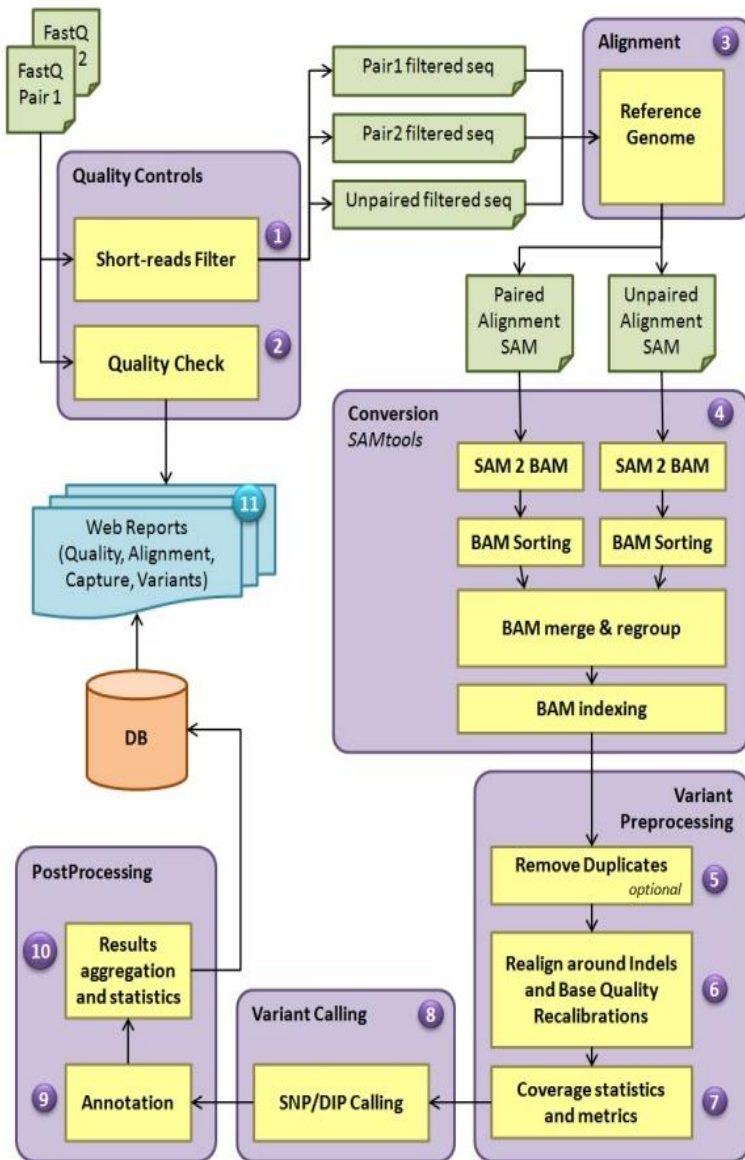 FastQ
2
FastQ
Pair 1
Pair1 filtered seq
Pair2 filtered seq
Unpaired filtered seq
Alignment
3
Reference
Genome
Quality Controls
1
Short-reads Filter
2
Quality Check
Paired
Alignment
SAM
Unpaired
Alignment
SAM
Conversion
SAMtools
4
SAM 2 BAM
SAM 2 BAM
BAM Sorting
BAM Sorting
BAM merge & regroup
BAM indexing
11
Web Reports
(Quality, Alignment,
Capture, Variants)
DB
Variant
Preprocessing
Remove Duplicates
optional
5
Realign around Indels
and Base Quality
Recalibrations
6
Coverage statistics
and metrics
7
Variant Calling
8
SNP/DIP Calling
PostProcessing
10
Results
aggregation
and statistics
9
Annotation